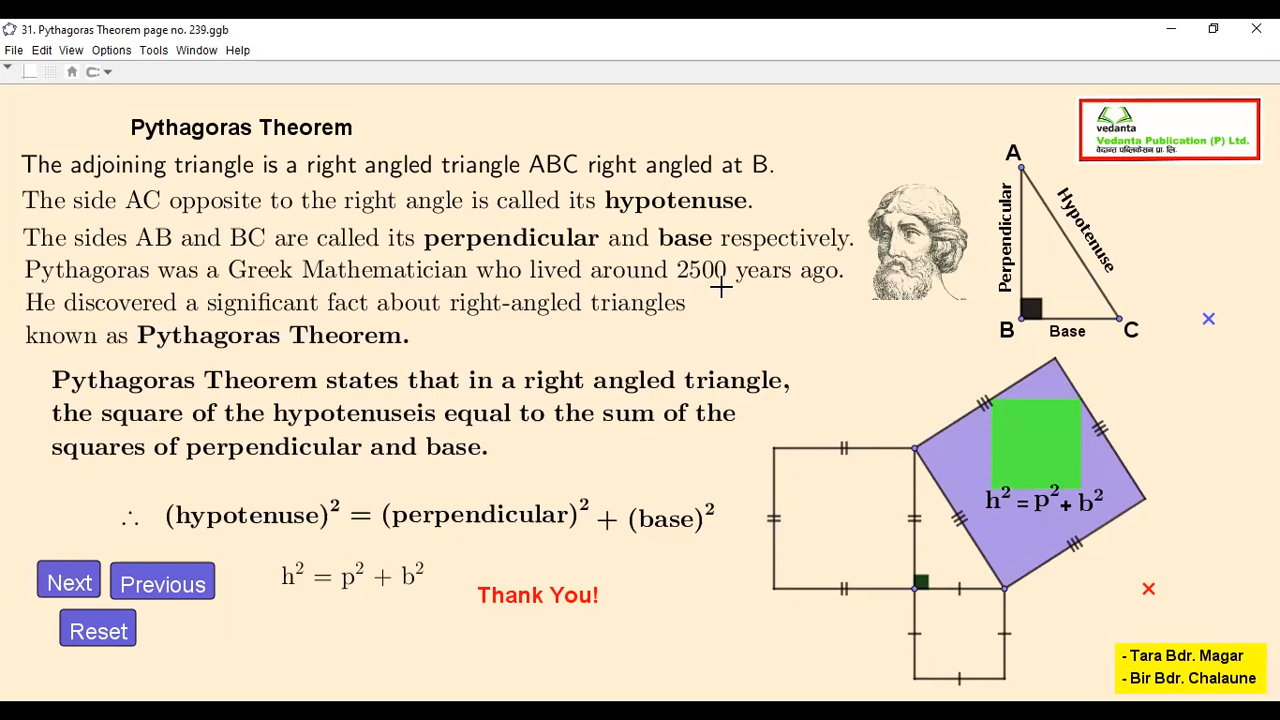 31. Pythagoras Theorem page no. 239.ggb
File Edit View Options Tools Window Help
Pythagoras Theorem
vedanta
Vedanta Publication (P) Ltd.
वेदान्त पब्लिकेसन प्रा. लि.
The adjoining triangle is a right angled triangle ABC right angled at B.
The side AC opposite to the right angle is called its hypotenuse.
The sides AB and BC are called its perpendicular and base respectively.
Pythagoras was a Greek Mathematician who lived around 2500 years ago.
He discovered a significant fact about right-angled triangles
known as Pythagoras Theorem.
A
Perpendicular
Hypotenuse
B
Base
C
Pythagoras Theorem states that in a right angled triangle,
the square of the hypotenuseis equal to the sum of the
squares of perpendicular and base.
∴ (hypotenuse)² = (perpendicular)² + (base)²
h² = p² + b²
h² = p² + b²
Next Previous
Reset
Thank You!
- Tara Bdr. Magar
- Bir Bdr. Chalaune